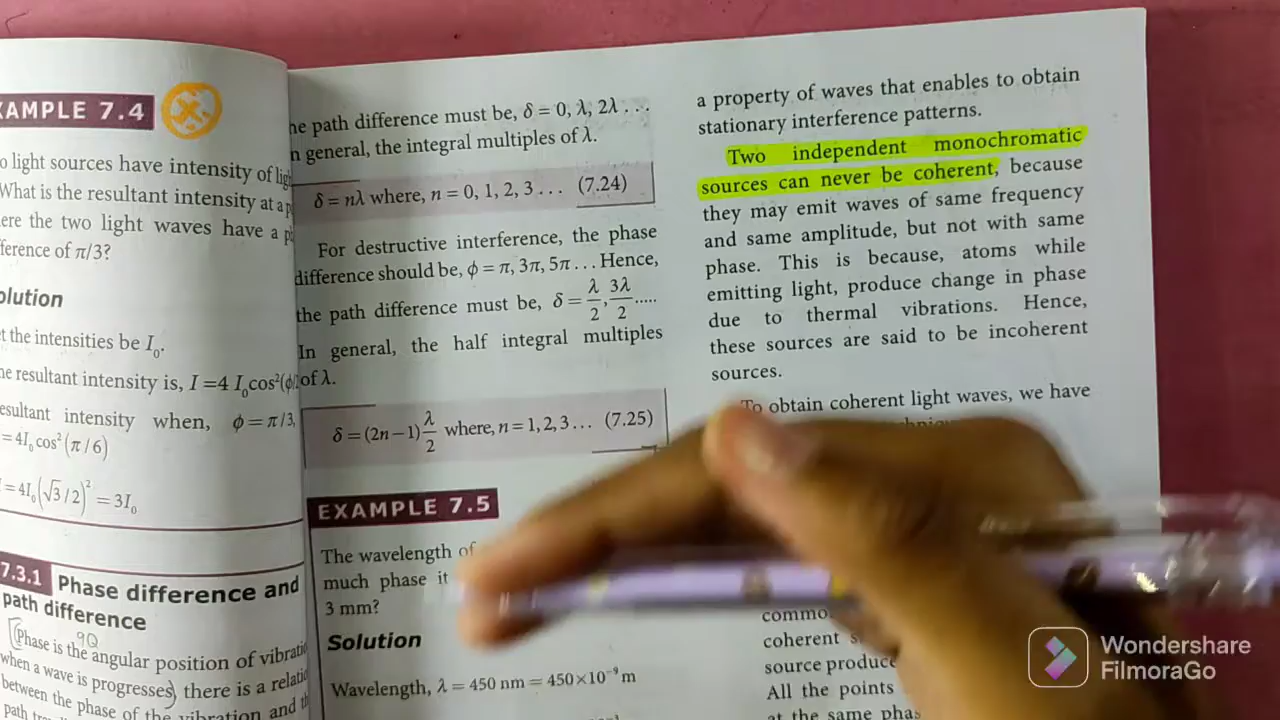 EXAMPLE 7.4
o light sources have intensity of
What is the resultant intensity at a
ere the two light waves have a
ference of π/3?
olution
t the intensities be I₀.
he resultant intensity is, I = 4 I₀cos²(ϕ/
esultant intensity when, ϕ = π/3,
= 4I₀cos²(π/6)
= 4I₀(√3/2)² = 3I₀
7.3.1 Phase difference and
path difference
9Q
Phase is the angular position of
when a wave is progresses, there is a
between the phase of the vibration and
path
he path difference must be, δ = 0, λ, 2λ . . .
n general, the integral multiples of λ.
δ = nλ where, n = 0, 1, 2, 3 . . . (7.24)
For destructive interference, the phase
difference should be, ϕ = π, 3π, 5π . . . Hence,
the path difference must be, δ = λ/2, 3λ/2 .....
In general, the half integral multiples
of λ.
δ = (2n−1) λ/2 where, n = 1, 2, 3 . . . (7.25)
EXAMPLE 7.5
The wavelength of
much phase it
3 mm?
Solution
Wavelength, λ = 450 nm = 450×10⁻⁹ m
a property of waves that enables to obtain
stationary interference patterns.
Two independent monochromatic
sources can never be coherent, because
they may emit waves of same frequency
and same amplitude, but not with same
phase. This is because, atoms while
emitting light, produce change in phase
due to thermal vibrations. Hence,
these sources are said to be incoherent
sources.
To obtain coherent light waves, we have
commo
coherent s
source produce
All the points
at the same phas
Wondershare
FilmoraGo